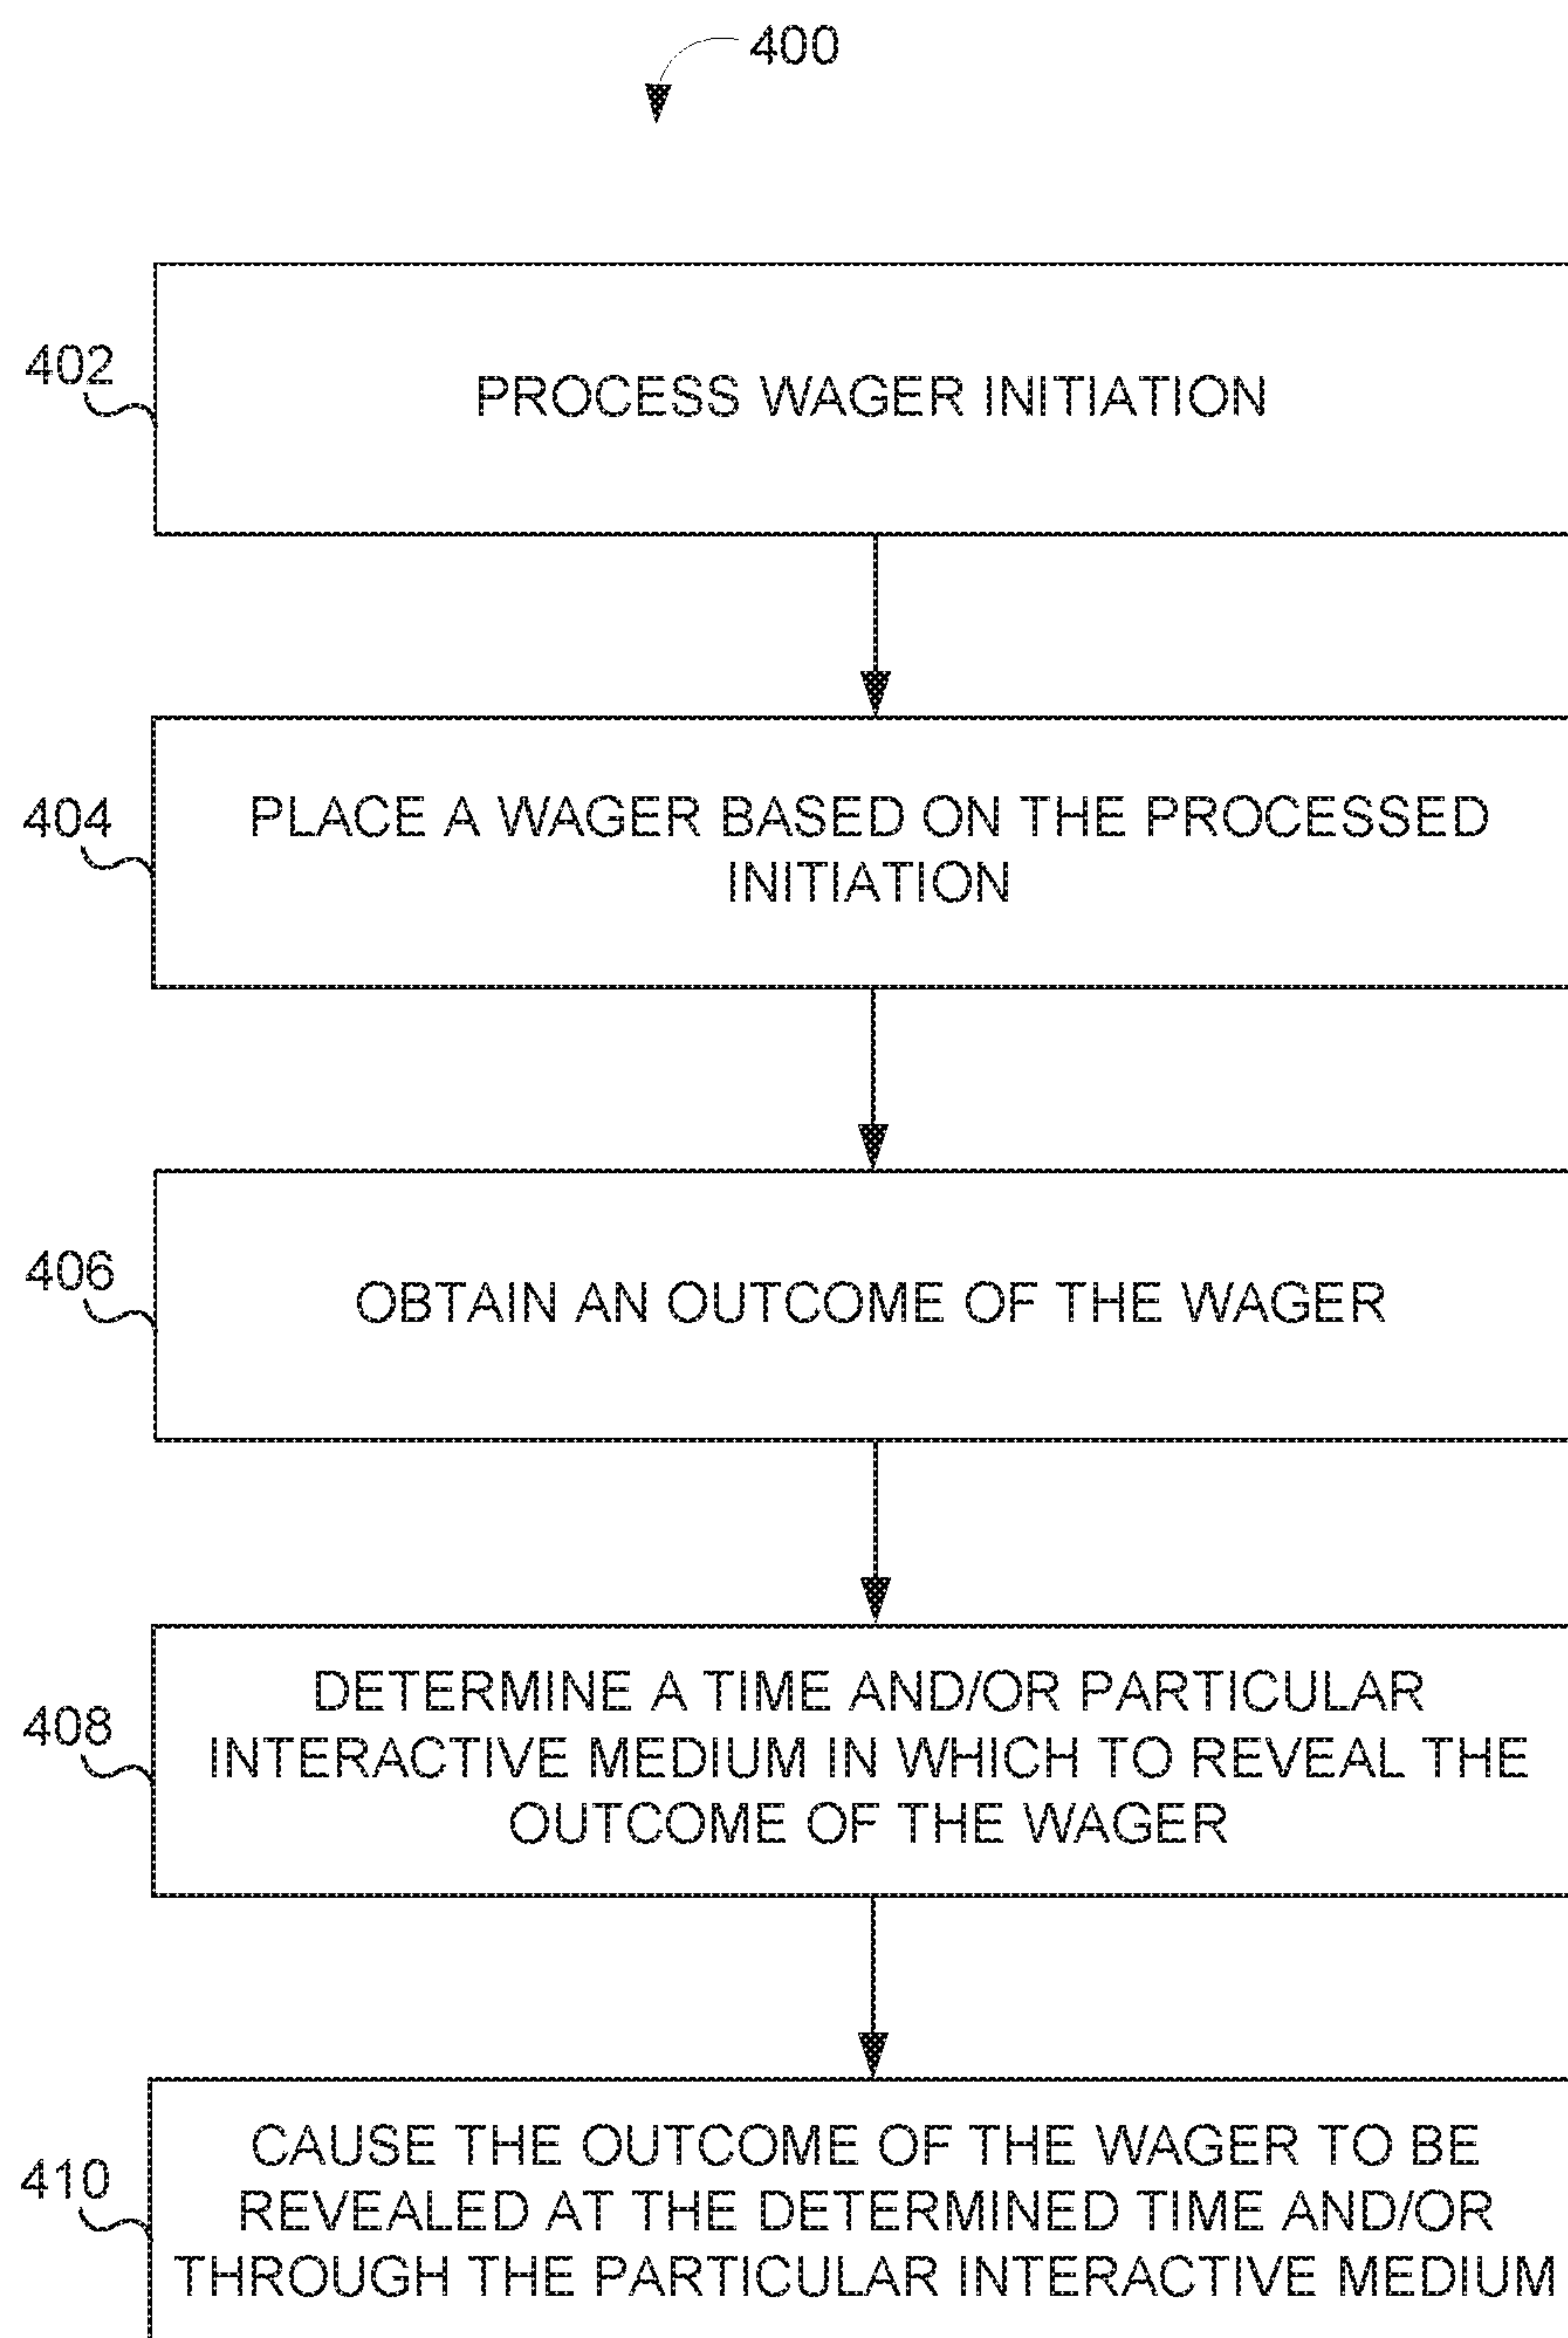 400
402
PROCESS WAGER INITIATION
404
PLACE A WAGER BASED ON THE PROCESSED
INITIATION
406
OBTAIN AN OUTCOME OF THE WAGER
408
DETERMINE A TIME AND/OR PARTICULAR
INTERACTIVE MEDIUM IN WHICH TO REVEAL THE
OUTCOME OF THE WAGER
410
CAUSE THE OUTCOME OF THE WAGER TO BE
REVEALED AT THE DETERMINED TIME AND/OR
THROUGH THE PARTICULAR INTERACTIVE MEDIUM